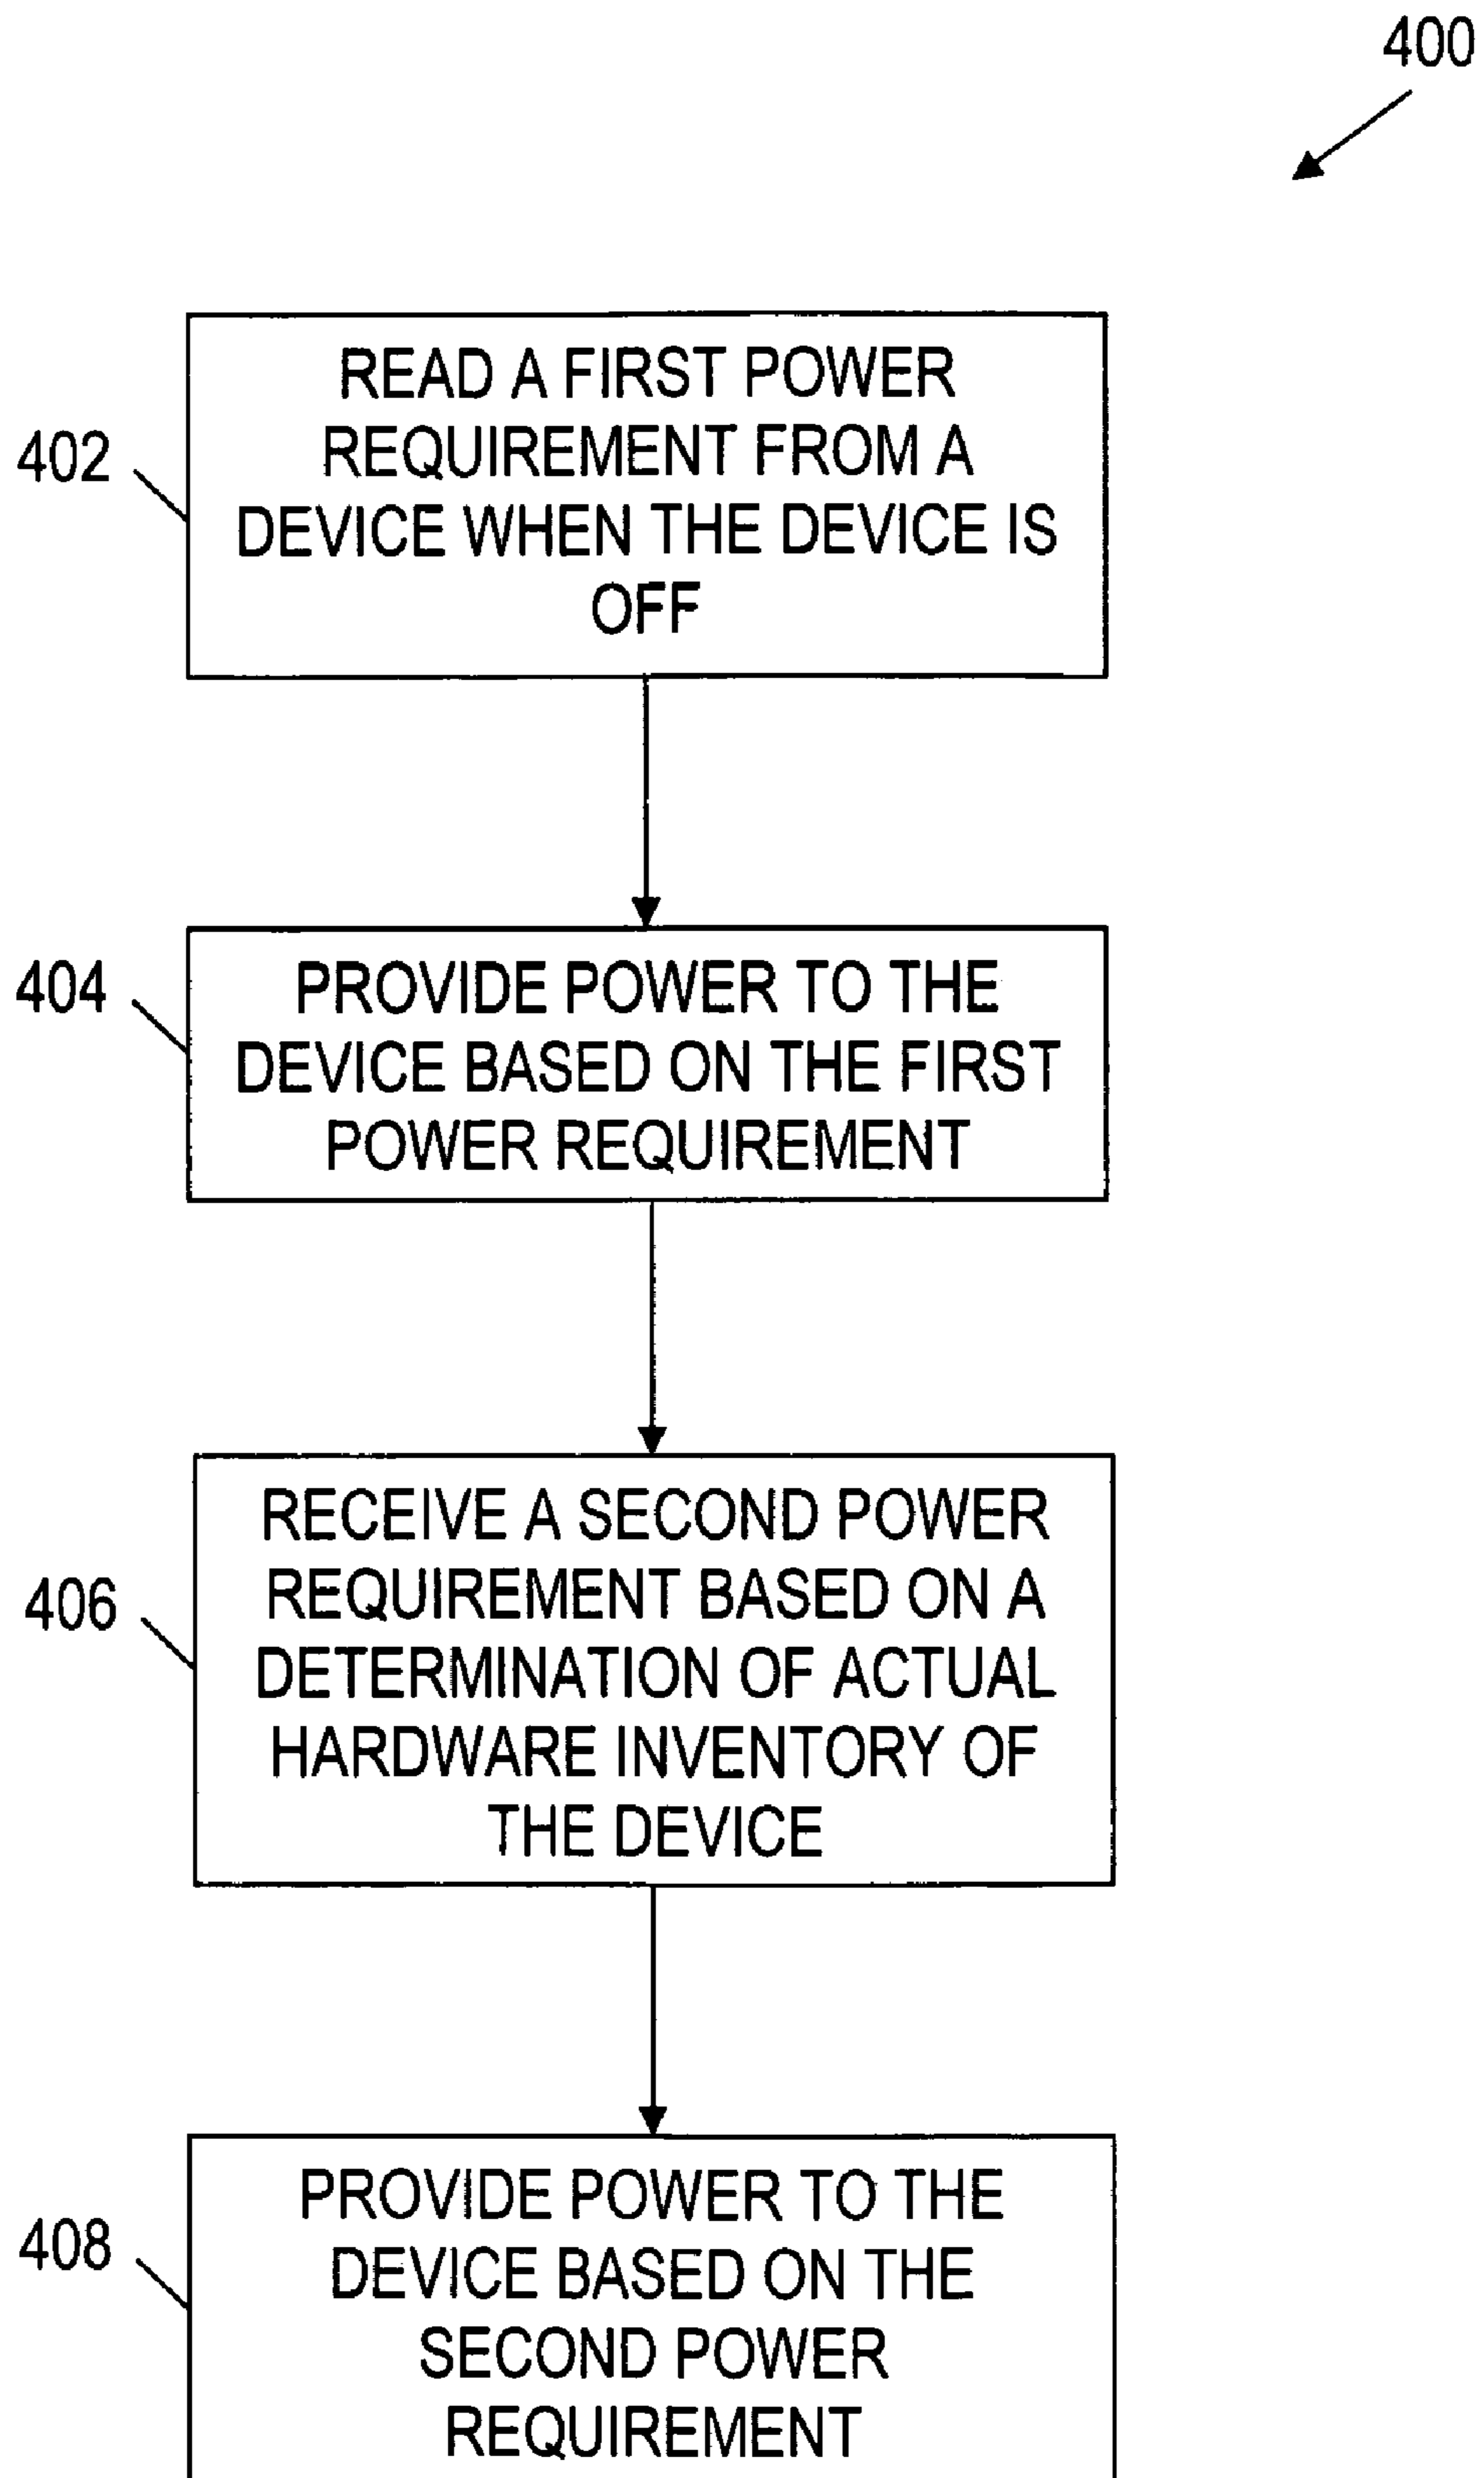 400
402
READ A FIRST POWER
REQUIREMENT FROM A
DEVICE WHEN THE DEVICE IS
OFF
404
PROVIDE POWER TO THE
DEVICE BASED ON THE FIRST
POWER REQUIREMENT
406
RECEIVE A SECOND POWER
REQUIREMENT BASED ON A
DETERMINATION OF ACTUAL
HARDWARE INVENTORY OF
THE DEVICE
408
PROVIDE POWER TO THE
DEVICE BASED ON THE
SECOND POWER
REQUIREMENT